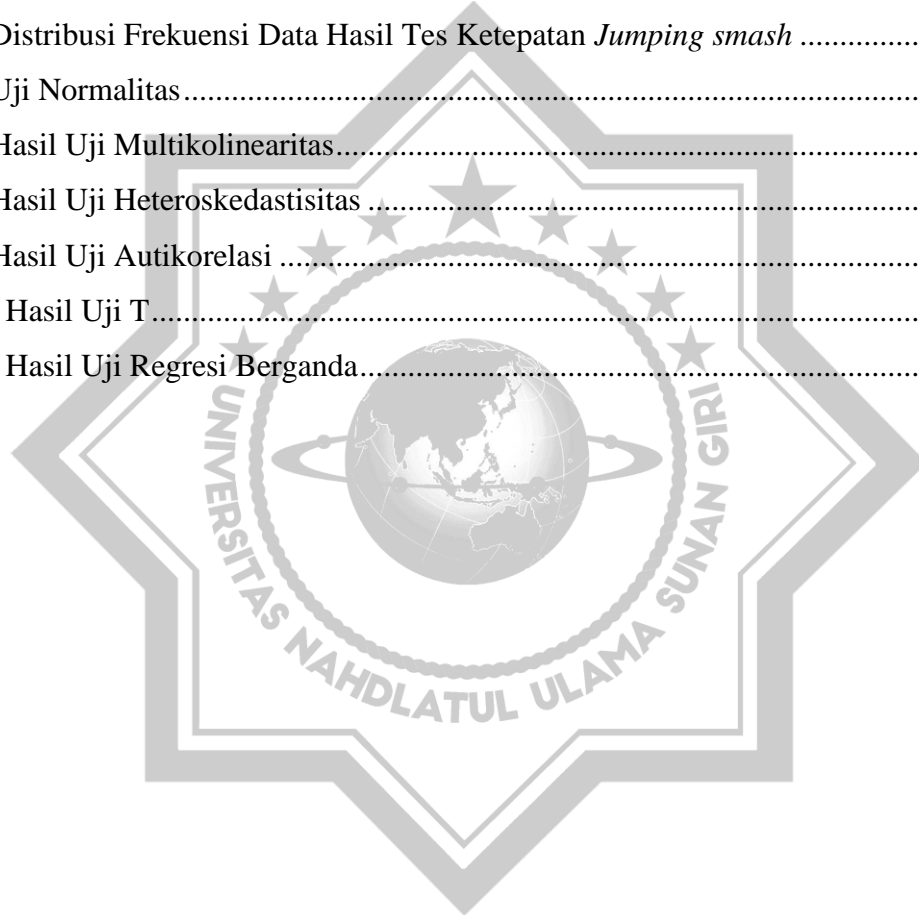 Distribusi Frekuensi Data Hasil Tes Ketepatan Jumping smash ...............
Uji Normalitas...............................................................................................
Hasil Uji Multikolinearitas...........................................................................
Hasil Uji Heteroskedastisitas .......................................................................
Hasil Uji Autikorelasi ..................................................................................
Hasil Uji T..................................................................................................
Hasil Uji Regresi Berganda.......................................................................
UNIVERSITAS NAHDLATUL ULAMA SUNAN GIRI